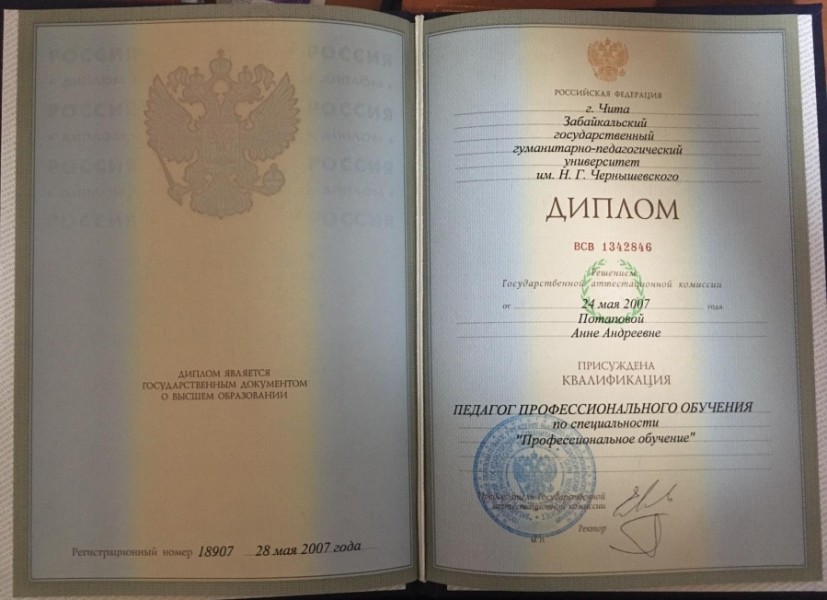 РОССИЯ
РОССИЯ
РОССИЯ
РОССИЯ
ДИПЛОМ ЯВЛЯЕТСЯ
ГОСУДАРСТВЕННЫМ ДОКУМЕНТОМ
О ВЫСШЕМ ОБРАЗОВАНИИ
Регистрационный номер 18907 28 мая 2007 года
РОССИЙСКАЯ ФЕДЕРАЦИЯ
г. Чита
Забайкальский
государственный
гуманитарно-педагогический
университет
им. Н. Г. Чернышевского
ДИПЛОМ
ВСВ 1342846
Решением
Государственной аттестационной комиссии
от 24 мая 2007 года
Потаповой
Анне Андреевне
ПРИСУЖДЕНА
КВАЛИФИКАЦИЯ
ПЕДАГОГ ПРОФЕССИОНАЛЬНОГО ОБУЧЕНИЯ
по специальности
"Профессиональное обучение"
Председатель Государственной
аттестационной комиссии
Ректор